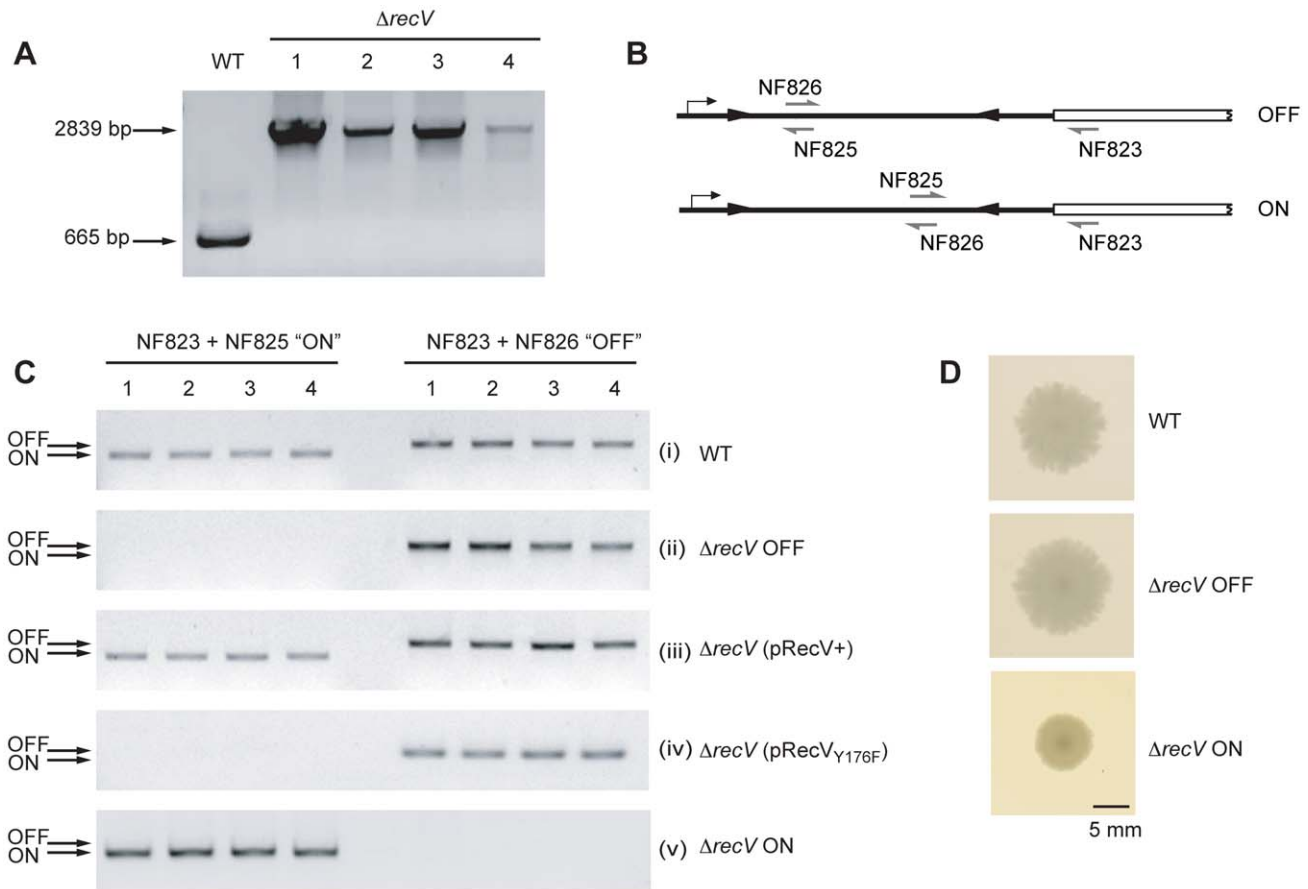 A
ΔrecV
WT 1 2 3 4
2839 bp
665 bp
B
NF826
OFF
NF825 NF823
NF825
ON
NF826 NF823
C
NF823 + NF825 “ON” NF823 + NF826 “OFF”
1 2 3 4 1 2 3 4
OFF
ON
(i) WT
OFF
ON
(ii) ΔrecV OFF
OFF
ON
(iii) ΔrecV (pRecV+)
OFF
ON
(iv) ΔrecV (pRecVY176F)
OFF
ON
(v) ΔrecV ON
D
WT
ΔrecV OFF
ΔrecV ON
5 mm